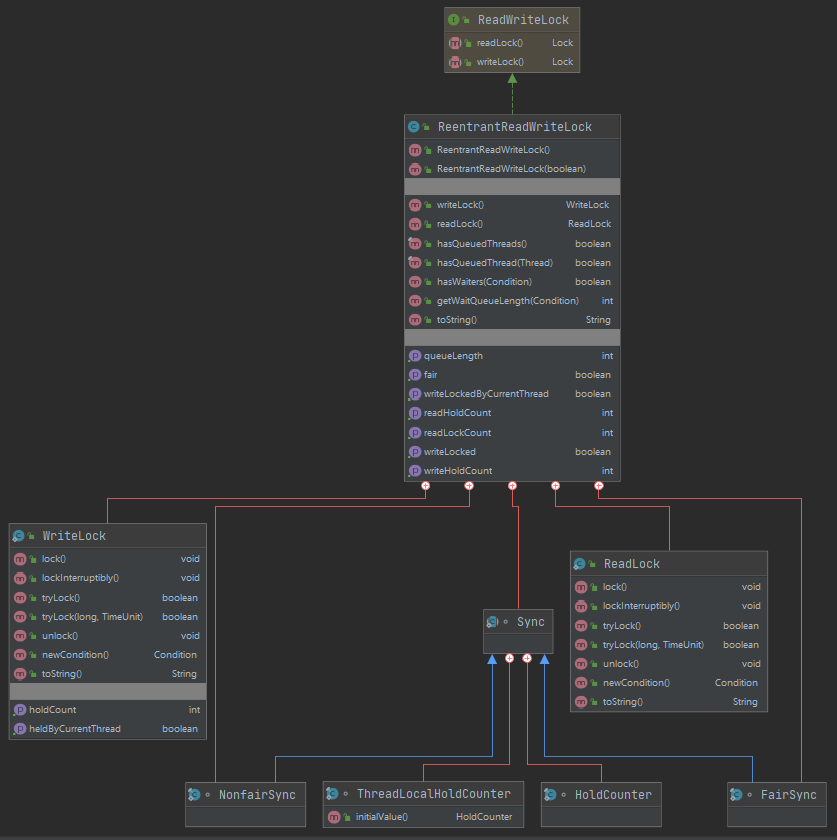 ReadWriteLock
readLock() Lock
writeLock() Lock
ReentrantReadWriteLock
ReentrantReadWriteLock()
ReentrantReadWriteLock(boolean)
writeLock() WriteLock
readLock() ReadLock
hasQueuedThreads() boolean
hasQueuedThread(Thread) boolean
hasWaiters(Condition) boolean
getWaitQueueLength(Condition) int
toString() String
queueLength int
fair boolean
writeLockedByCurrentThread boolean
readHoldCount int
readLockCount int
writeLocked boolean
writeHoldCount int
WriteLock
lock() void
lockInterruptibly() void
tryLock() boolean
tryLock(long, TimeUnit) boolean
unlock() void
newCondition() Condition
toString() String
holdCount int
heldByCurrentThread boolean
ReadLock
lock() void
lockInterruptibly() void
tryLock() boolean
tryLock(long, TimeUnit) boolean
unlock() void
newCondition() Condition
toString() String
Sync
NonfairSync
ThreadLocalHoldCounter
initialValue() HoldCounter
HoldCounter
FairSync